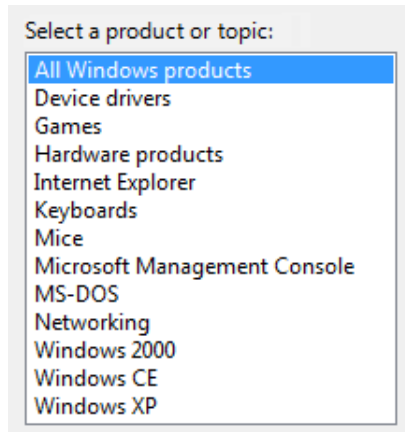 Select a product or topic:
All Windows products
Device drivers
Games
Hardware products
Internet Explorer
Keyboards
Mice
Microsoft Management Console
MS-DOS
Networking
Windows 2000
Windows CE
Windows XP